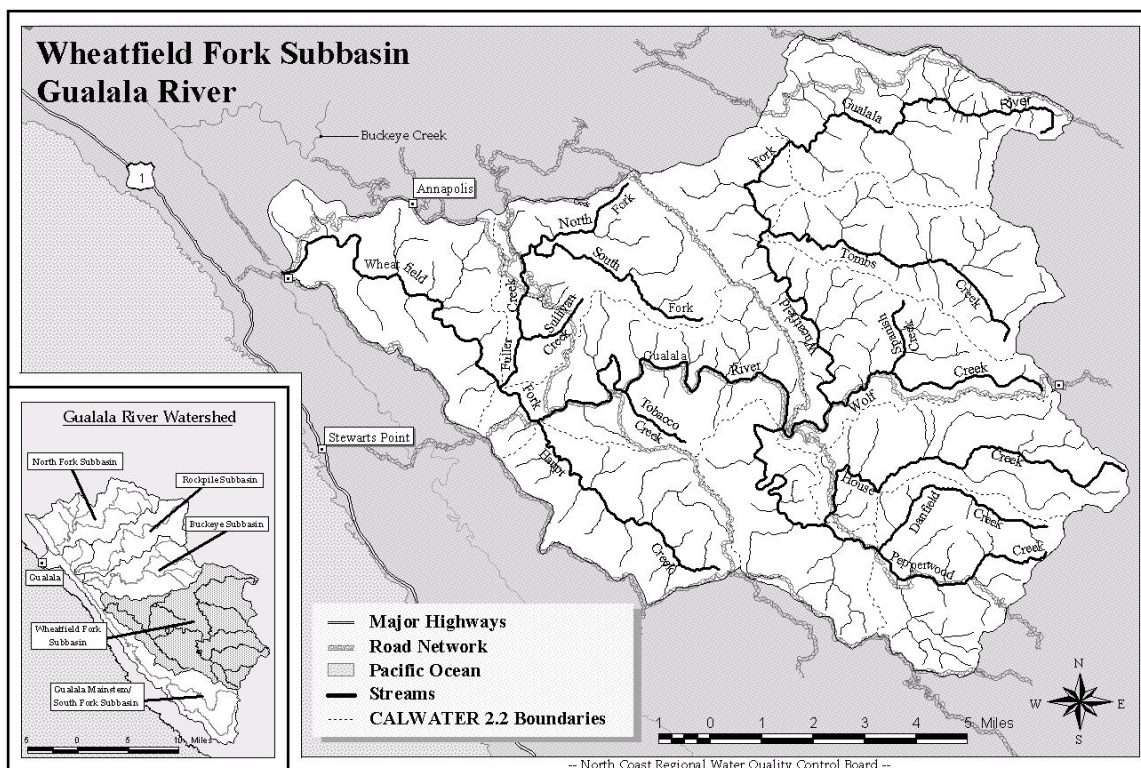 Wheatfield Fork Subbasin
Gualala River
Buckeye Creek
1
Annapolis
Gualala
River
Fork
North
Fork
South
Fork
Wheatfield
Tombs
Creek
Fuller
Creek
Sullivan
Creek
Wheatfield
Spanish
Creek
Gualala
River
Creek
Wolf
Fork
Tobacco
Creek
Stewarts Point
Haupt
Creek
House
Creek
Danfield
Creek
Pepperwood
Creek
Gualala River Watershed
North Fork Subbasin
Rockpile Subbasin
Buckeye Subbasin
Gualala
Wheatfield Fork
Subbasin
Gualala Mainstem/
South Fork Subbasin
5 0 5 10 Miles
Major Highways
Road Network
Pacific Ocean
Streams
CALWATER 2.2 Boundaries
N
W E
S
1 0 1 2 3 4 5 Miles
-- North Coast Regional Water Quality Control Board --